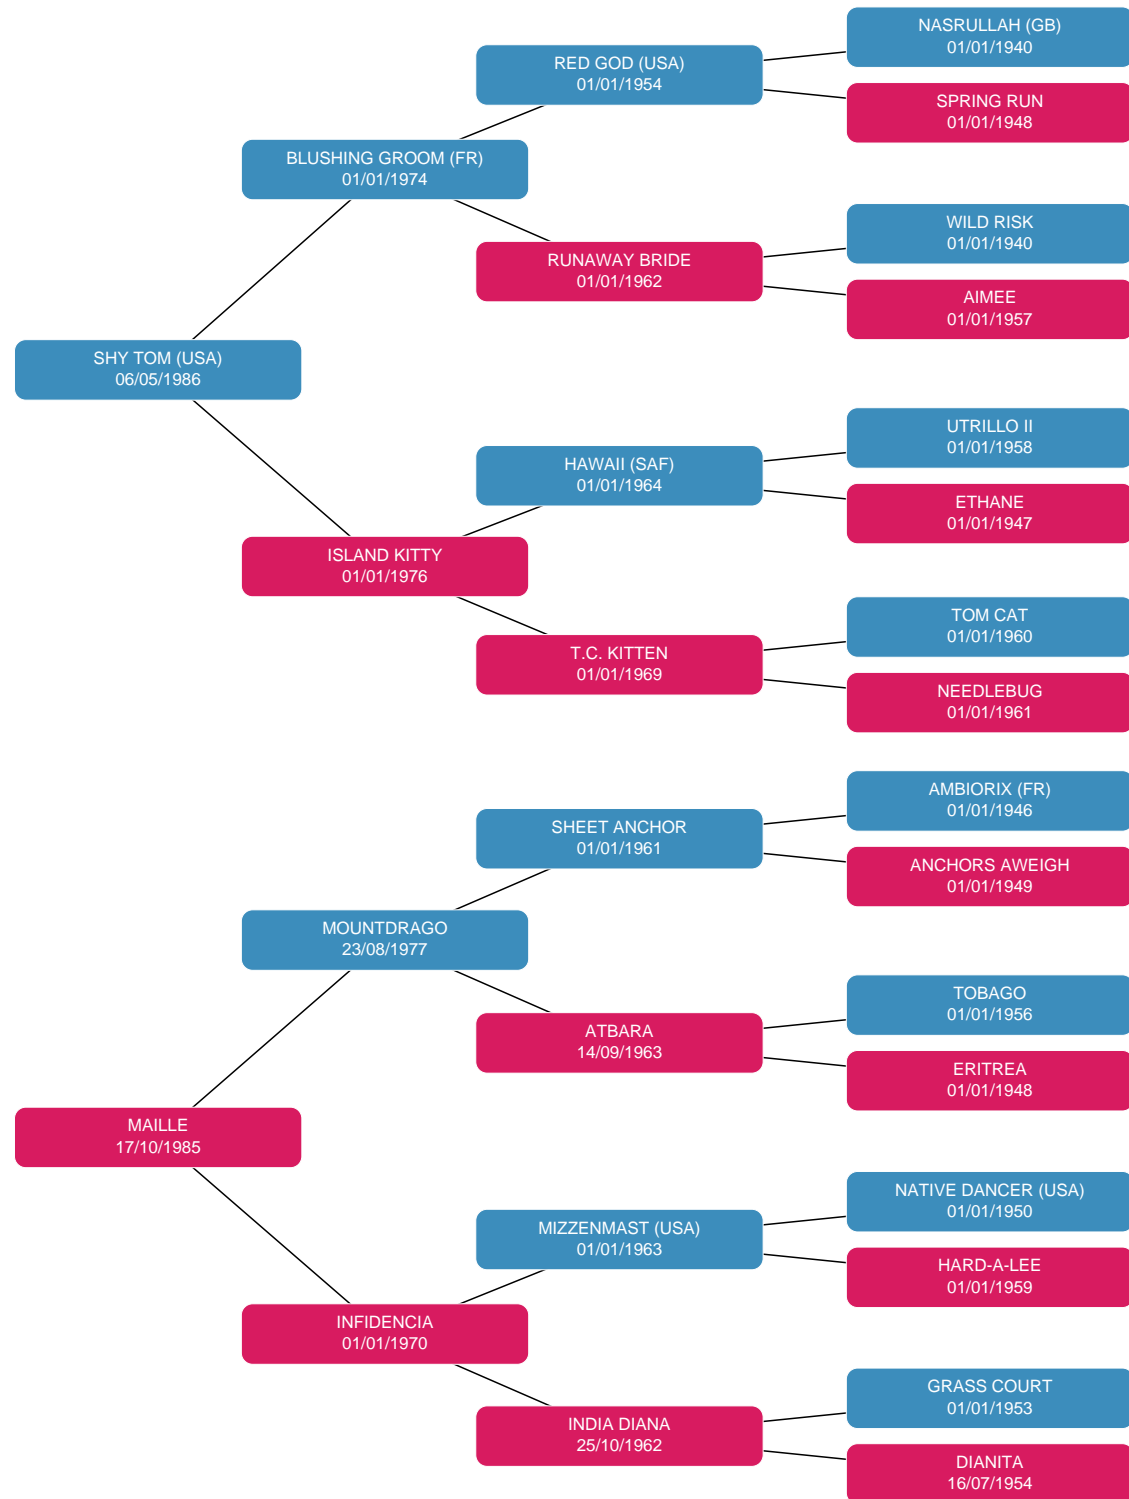 NASRULLAH (GB)
01/01/1940
RED GOD (USA)
01/01/1954
SPRING RUN
01/01/1948
BLUSHING GROOM (FR)
01/01/1974
WILD RISK
01/01/1940
RUNAWAY BRIDE
01/01/1962
AIMEE
01/01/1957
SHY TOM (USA)
06/05/1986
UTRILLO II
01/01/1958
HAWAII (SAF)
01/01/1964
ETHANE
01/01/1947
ISLAND KITTY
01/01/1976
TOM CAT
01/01/1960
T.C. KITTEN
01/01/1969
NEEDLEBUG
01/01/1961
AMBIORIX (FR)
01/01/1946
SHEET ANCHOR
01/01/1961
ANCHORS AWEIGH
01/01/1949
MOUNTDRAGO
23/08/1977
TOBAGO
01/01/1956
ATBARA
14/09/1963
ERITREA
01/01/1948
MAILLE
17/10/1985
NATIVE DANCER (USA)
01/01/1950
MIZZENMAST (USA)
01/01/1963
HARD-A-LEE
01/01/1959
INFIDENCIA
01/01/1970
GRASS COURT
01/01/1953
INDIA DIANA
25/10/1962
DIANITA
16/07/1954